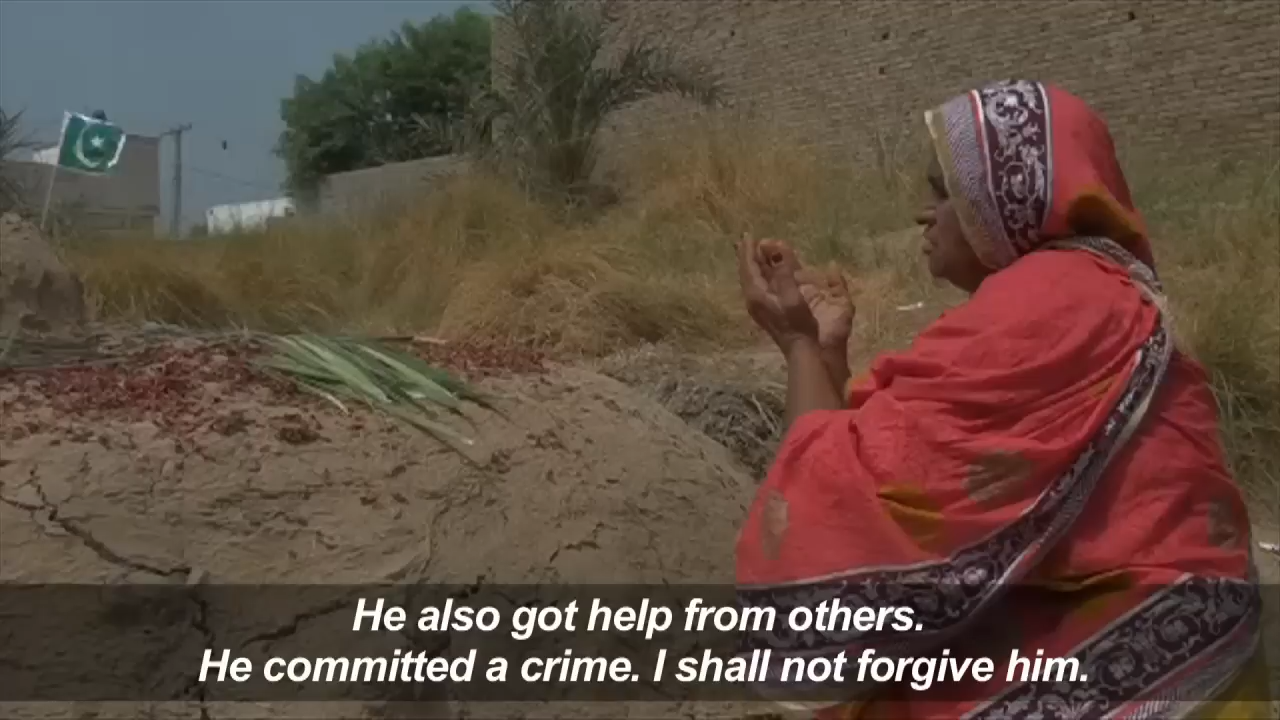 He also got help from others.
He committed a crime. I shall not forgive him.